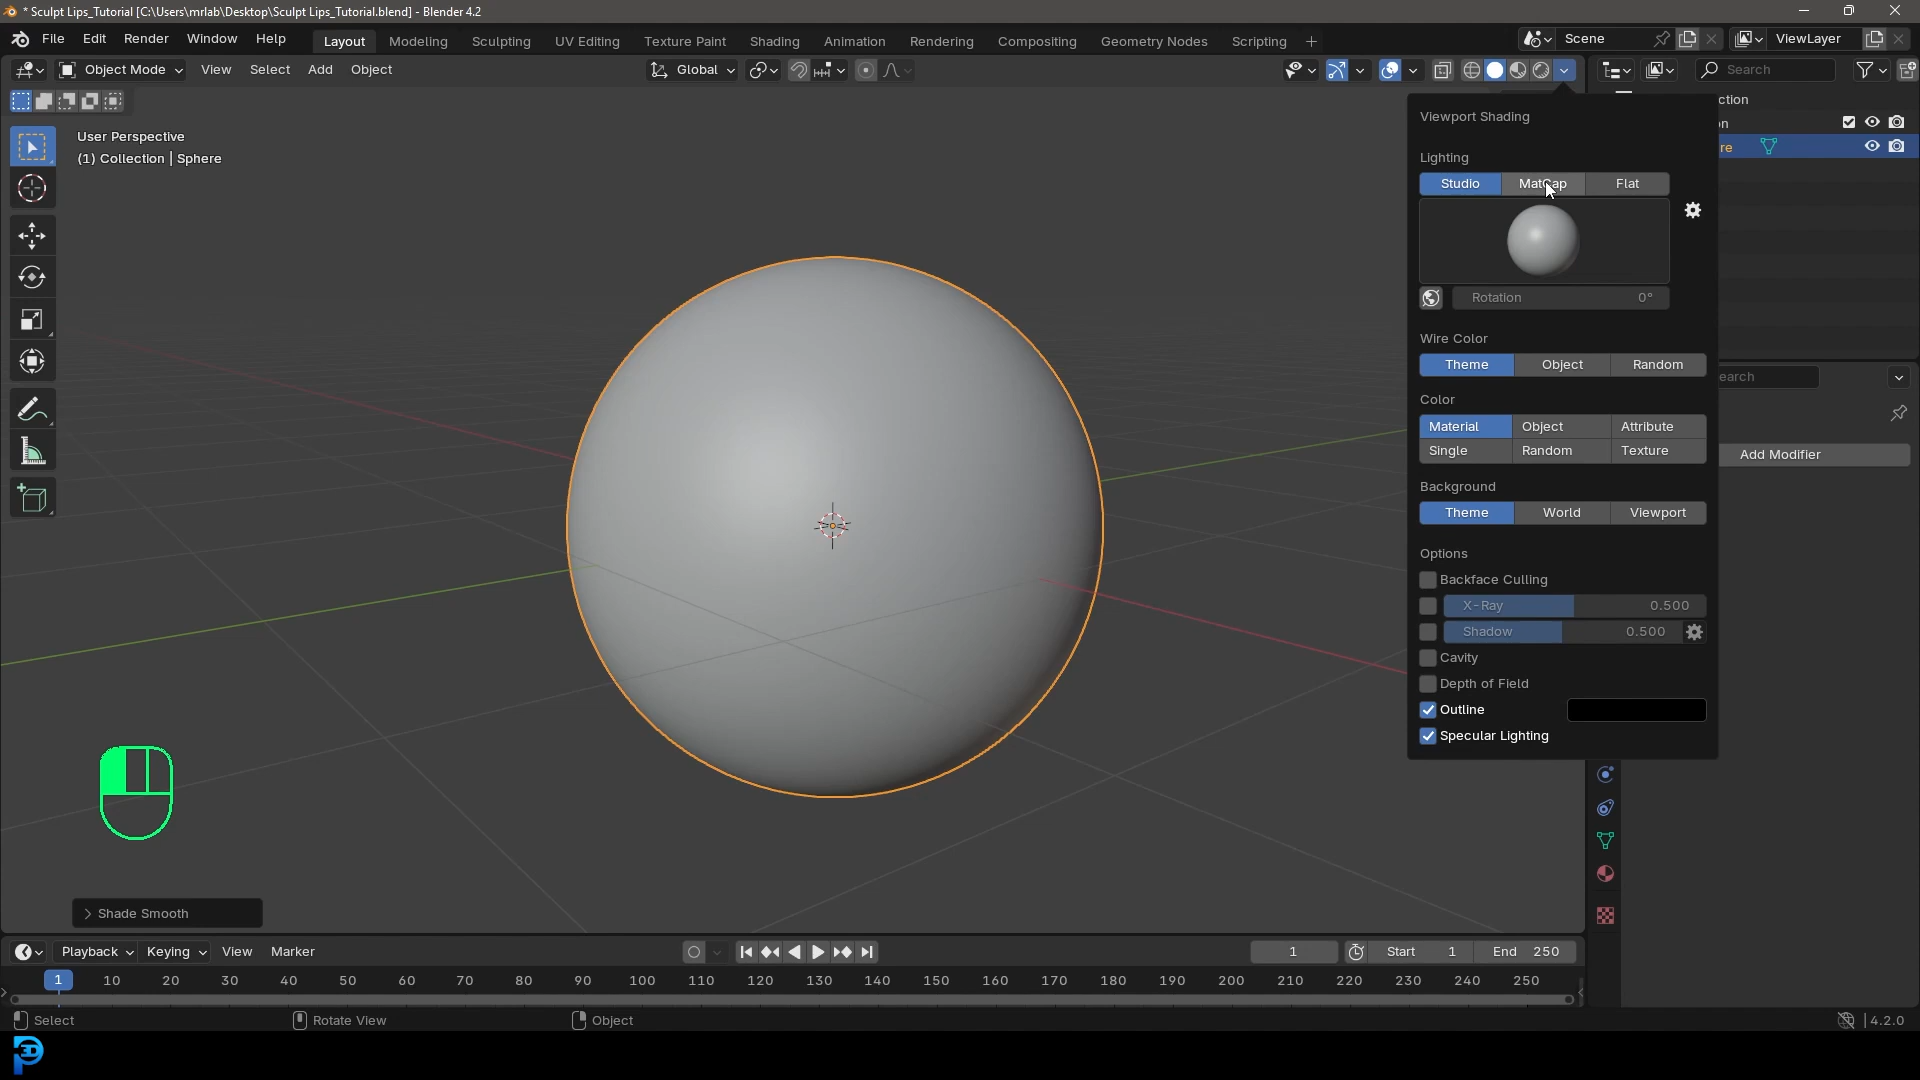 * Sculpt Lips_Tutorial [C:\Users\mrlab\Desktop\Sculpt Lips_Tutorial.blend] - Blender 4.2
File Edit Render Window Help Layout Modeling Sculpting UV Editing Texture Paint Shading Animation Rendering Compositing Geometry Nodes Scripting + Scene ViewLayer
Object Mode View Select Add Object Global Search
User Perspective
(1) Collection | Sphere
Viewport Shading
Lighting
Studio MatCap Flat
Rotation 0°
Wire Color
Theme Object Random
Color
Material Object Attribute
Single Random Texture
Background
Theme World Viewport
Options
Backface Culling
X-Ray 0.500
Shadow 0.500
Cavity
Depth of Field
Outline
Specular Lighting
ction
on
re
earch
Add Modifier
Shade Smooth
Playback Keying View Marker 1 Start 1 End 250
1 10 20 30 40 50 60 70 80 90 100 110 120 130 140 150 160 170 180 190 200 210 220 230 240 250
Select Rotate View Object 4.2.0